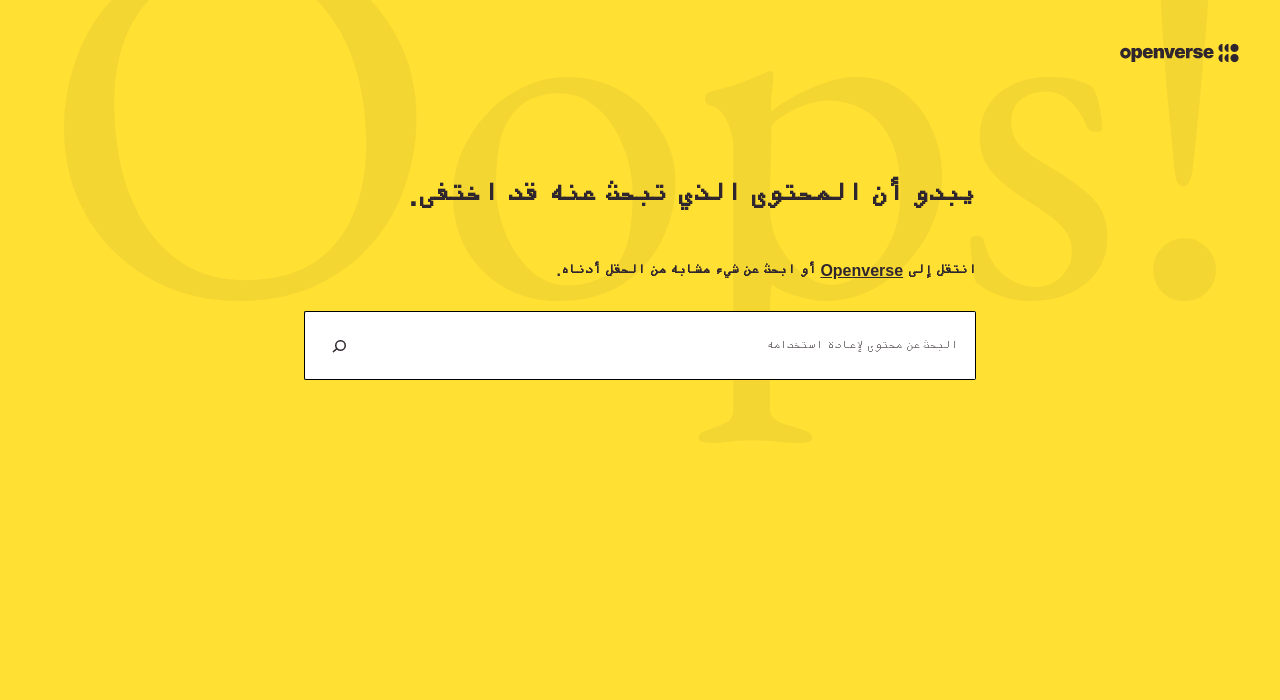 Oops!
openverse
يبدو أن المحتوى الذي تبحث عنه قد اختفى.
انتقل إلى Openverse أو ابحث عن شيء مشابه من الحقل أدناه.
البحث عن محتوى لإعادة استخدامه